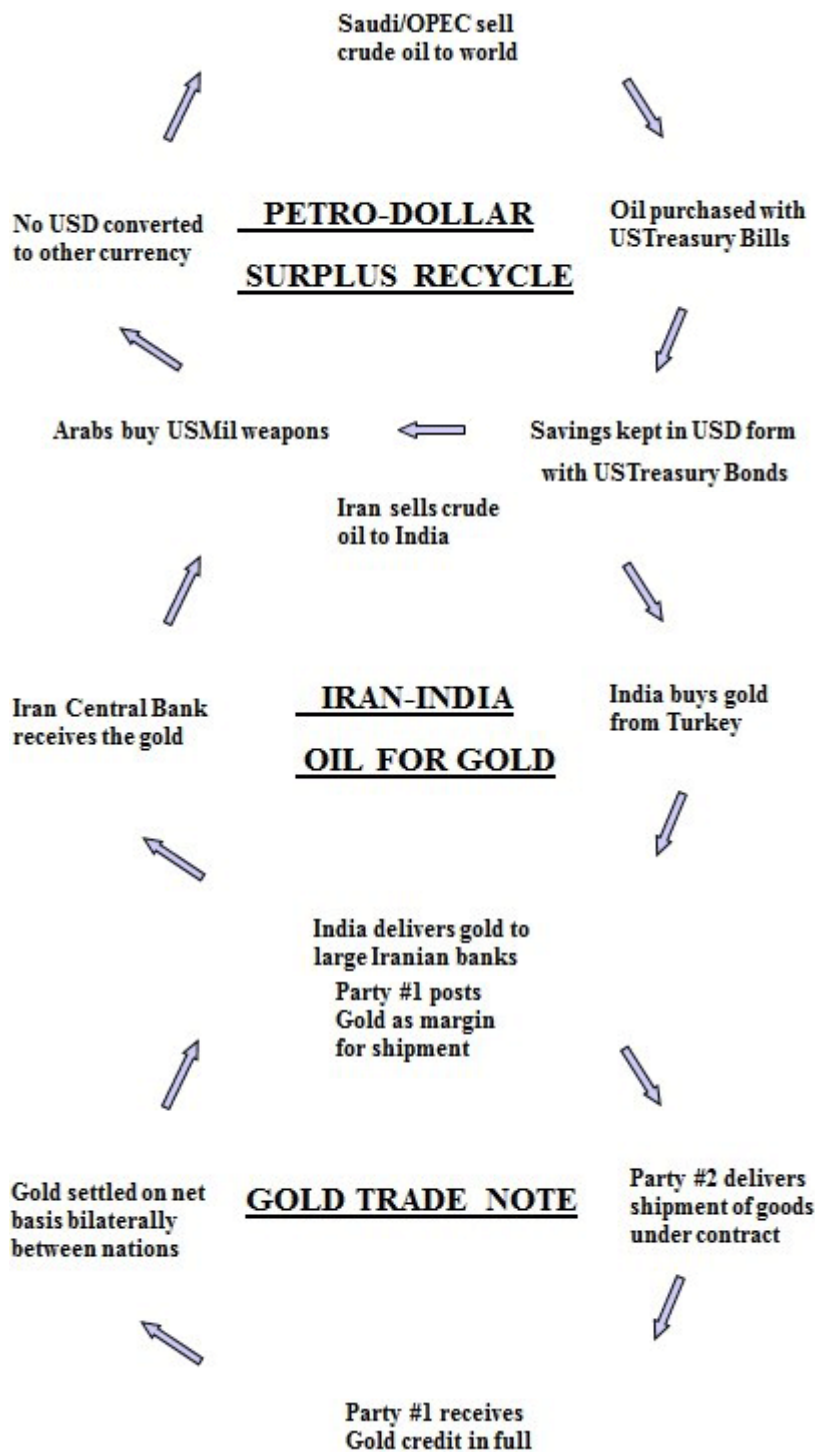 Saudi/OPEC sell
crude oil to world
No USD converted
to other currency
PETRO-DOLLAR
SURPLUS RECYCLE
Oil purchased with
USTreasury Bills
Arabs buy USMil weapons
Savings kept in USD form
with USTreasury Bonds
Iran sells crude
oil to India
Iran Central Bank
receives the gold
IRAN-INDIA
OIL FOR GOLD
India buys gold
from Turkey
India delivers gold to
large Iranian banks
Party #1 posts
Gold as margin
for shipment
Gold settled on net
basis bilaterally
between nations
GOLD TRADE NOTE
Party #2 delivers
shipment of goods
under contract
Party #1 receives
Gold credit in full